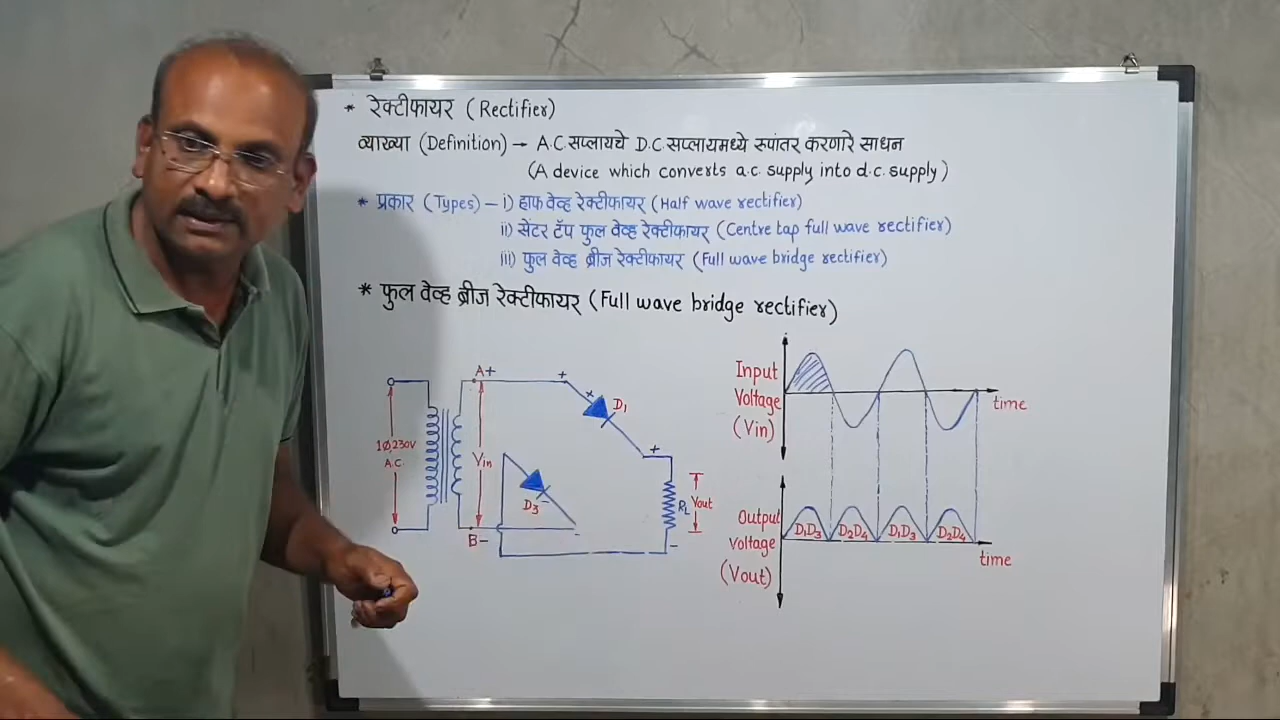 * रेक्टीफायर (Rectifier)
व्याख्या (Definition) → A.C सप्लायचे D.C सप्लायमध्ये रुपांतर करणारे साधन
(A device which converts a.c. supply into d.c. supply)
* प्रकार (Types) – i) हाफ वेव्ह रेक्टीफायर (Half wave rectifier)
ii) सेंटर टॅप फुल वेव्ह रेक्टीफायर (Centre tap full wave rectifier)
iii) फुल वेव्ह ब्रीज रेक्टीफायर (Full wave bridge rectifier)
* फुल वेव्ह ब्रीज रेक्टीफायर (Full wave bridge rectifier)
A+ + + D1 +
1Ø,230V
A.C.
Vin
D3 –
RL Vout
B– - –
Input
Voltage
(Vin)
time
Output
Voltage
(Vout)
D1D3 D2D4 D1D3 D2D4
time